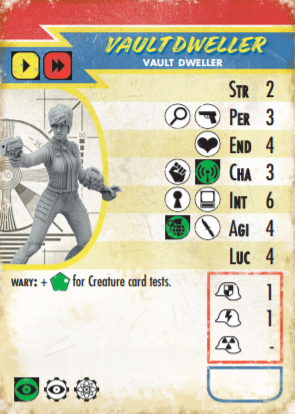 VAULT DWELLER
VAULT DWELLER
STR 2
PER 3
END 4
CHA 3
INT 6
AGI 4
LUC 4
WARY: + for Creature card tests.
1
1
-